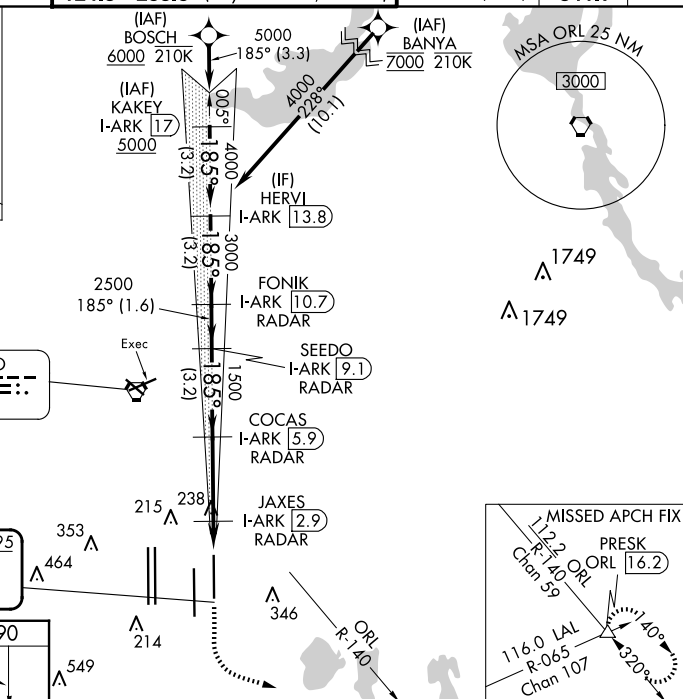 (IAF)
BOSCH
6000 210K
5000
185° (3.3)
(IAF)
BANYA
7000 210K
4000
228°
(10.1)
MSA ORL 25 NM
3000
(IAF)
KAKEY
I-ARK 17
5000
005°
4000
185°
(3.2)
(IF)
HERVI
I-ARK 13.8
3000
185°
(3.2)
2500
185° (1.6)
FONIK
I-ARK 10.7
RADAR
1749
1749
Exec
SEEDO
I-ARK 9.1
RADAR
1500
185°
(3.2)
COCAS
I-ARK 5.9
RADAR
JAXES
I-ARK 2.9
RADAR
215
238
353
464
346
214
549
ORL
R-140
MISSED APCH FIX
112.2 ORL
R-140
Chan 59
PRESK
ORL 16.2
116.0 LAL
R-065
Chan 107
140°
320°